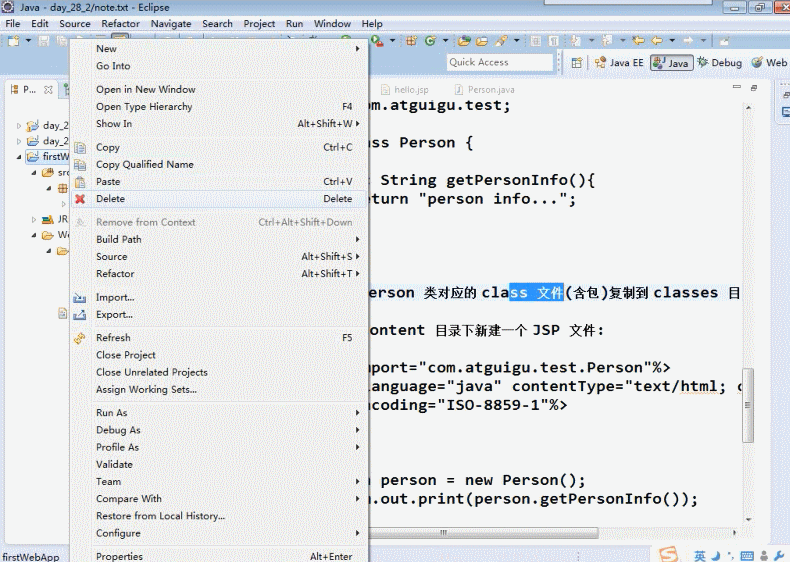 Java - day_28_2/note.txt - Eclipse
File Edit Source Refactor Navigate Search Project Run Window Help
Quick Access
Java EE
Java
Debug
Web
P...
hello.jsp
Person.java
day_2
day_2
firstW
src
JR
We
New
Go Into
Open in New Window
Open Type Hierarchy F4
Show In Alt+Shift+W
Copy Ctrl+C
Copy Qualified Name
Paste Ctrl+V
Delete Delete
Remove from Context Ctrl+Alt+Shift+Down
Build Path
Source Alt+Shift+S
Refactor Alt+Shift+T
Import...
Export...
Refresh F5
Close Project
Close Unrelated Projects
Assign Working Sets...
Run As
Debug As
Profile As
Validate
Team
Compare With
Restore from Local History...
Configure
Properties Alt+Enter
om.atguigu.test;
ass Person {
String getPersonInfo(){
eturn "person info...";
erson 类对应的 class 文件(含包)复制到 classes 目
ontent 目录下新建一个 JSP 文件:
mport="com.atguigu.test.Person"%>
language="java" contentType="text/html; c
ncoding="ISO-8859-1"%>
n person = new Person();
m.out.print(person.getPersonInfo());
firstWebApp
英